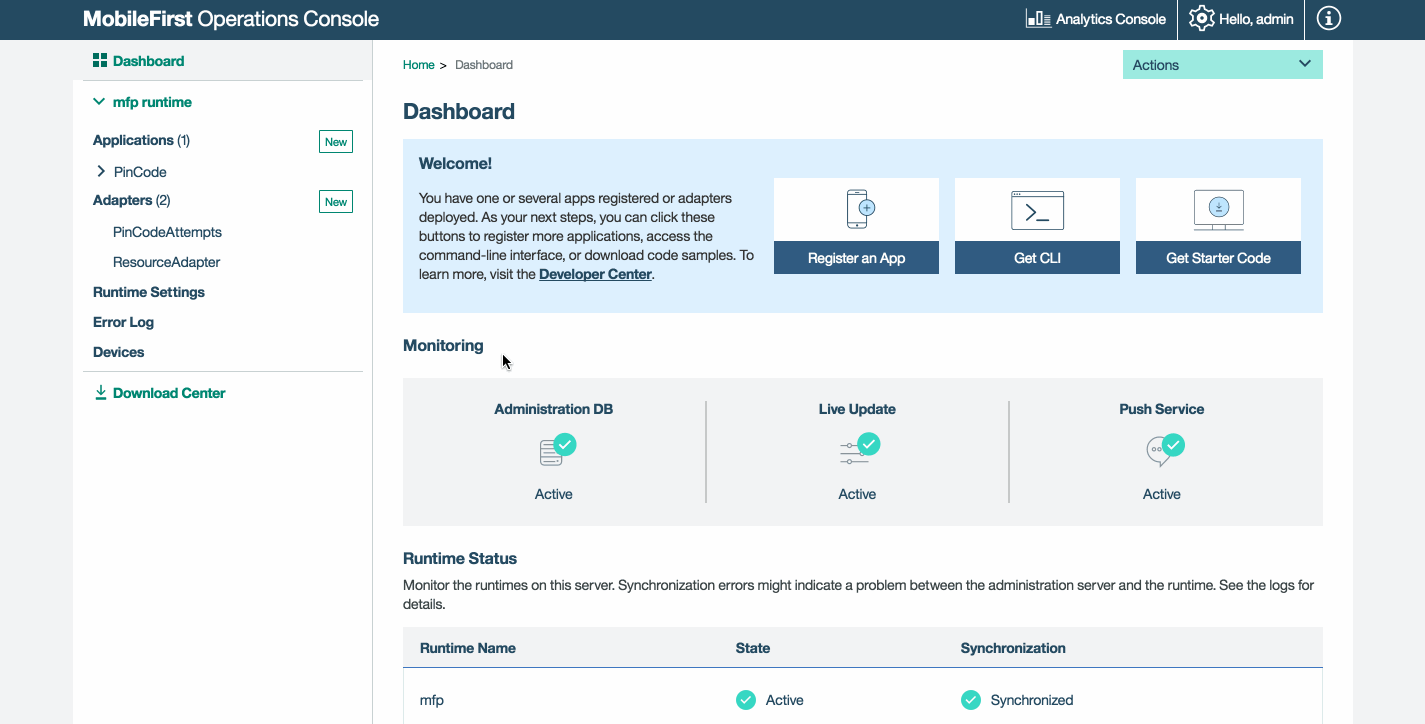 MobileFirst Operations Console
Analytics Console
Hello, admin
Dashboard
mfp runtime
Applications (1)
New
PinCode
Adapters (2)
New
PinCodeAttempts
ResourceAdapter
Runtime Settings
Error Log
Devices
Download Center
Home > Dashboard
Actions
Dashboard
Welcome!
You have one or several apps registered or adapters
deployed. As your next steps, you can click these
buttons to register more applications, access the
command-line interface, or download code samples. To
learn more, visit the Developer Center.
Register an App
Get CLI
Get Starter Code
Monitoring
Administration DB
Active
Live Update
Active
Push Service
Active
Runtime Status
Monitor the runtimes on this server. Synchronization errors might indicate a problem between the administration server and the runtime. See the logs for
details.
Runtime Name State Synchronization
mfp Active Synchronized